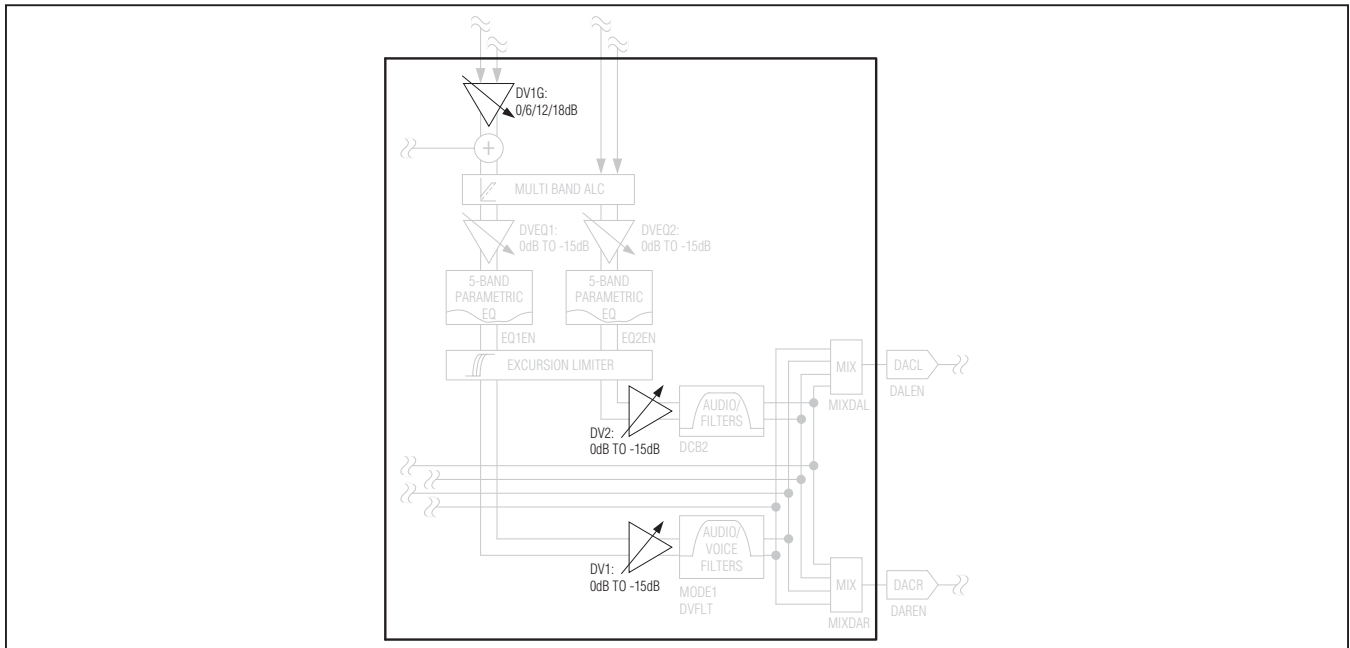 DV1G:
0/6/12/18dB
+
MULTI BAND ALC
DVEQ1:
0dB TO -15dB
DVEQ2:
0dB TO -15dB
5-BAND
PARAMETRIC
EQ
5-BAND
PARAMETRIC
EQ
EQ1EN
EQ2EN
EXCURSION LIMITER
MIX
DACL
MIXDAL
DALEN
AUDIO/
FILTERS
DV2:
0dB TO -15dB
DCB2
AUDIO/
VOICE
FILTERS
DV1:
0dB TO -15dB
MODE1
DVFLT
MIX
DACR
MIXDAR
DAREN